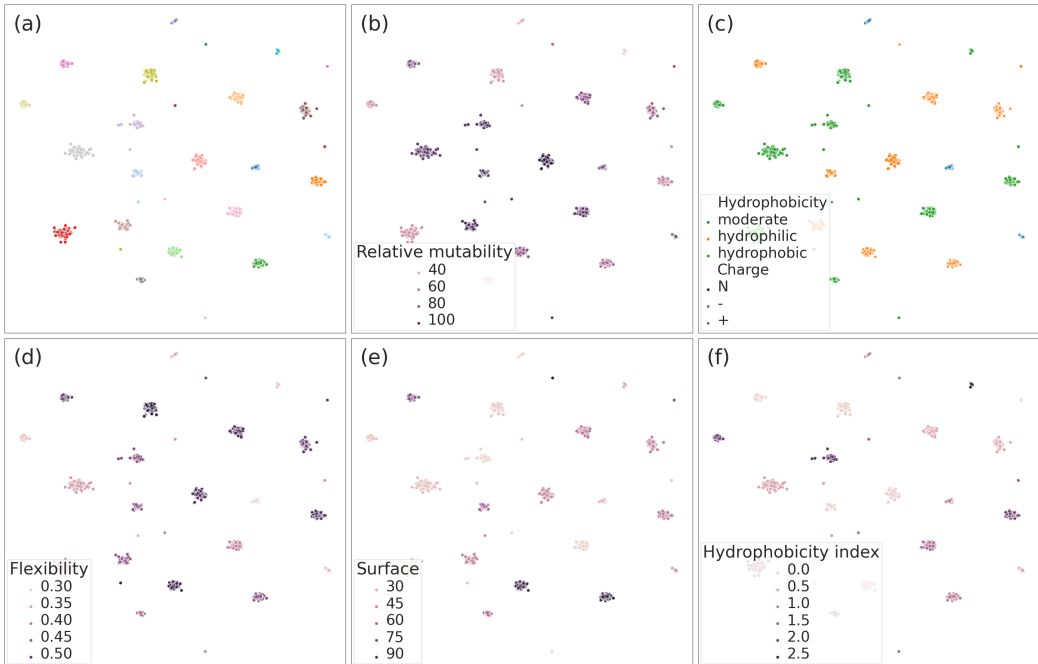 (a)
(b)
(c)
Relative mutability
40
60
80
100
Hydrophobicity
moderate
hydrophilic
hydrophobic
Charge
N
-
+
(d)
(e)
(f)
Flexibility
0.30
0.35
0.40
0.45
0.50
Surface
30
45
60
75
90
Hydrophobicity index
0.0
0.5
1.0
1.5
2.0
2.5